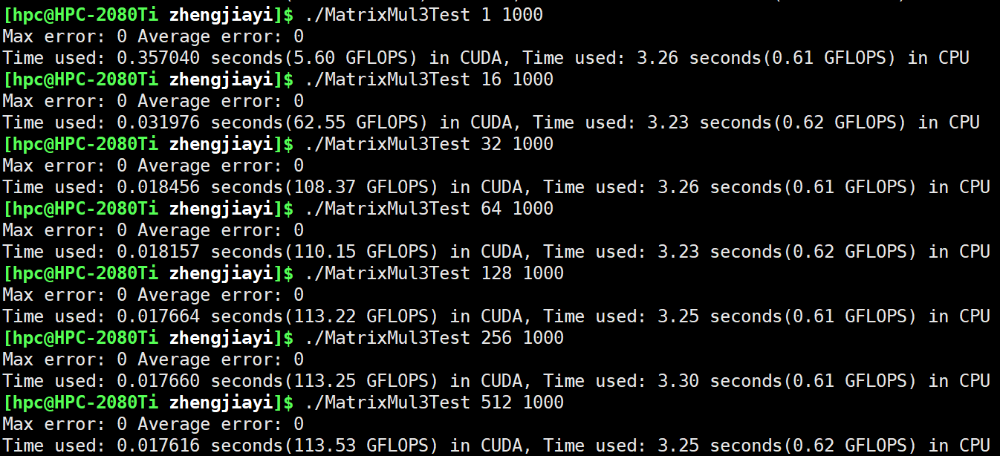 [hpc@HPC-2080Ti zhengjiayi]$ ./MatrixMul3Test 1 1000
Max error: 0 Average error: 0
Time used: 0.357040 seconds(5.60 GFLOPS) in CUDA, Time used: 3.26 seconds(0.61 GFLOPS) in CPU
[hpc@HPC-2080Ti zhengjiayi]$ ./MatrixMul3Test 16 1000
Max error: 0 Average error: 0
Time used: 0.031976 seconds(62.55 GFLOPS) in CUDA, Time used: 3.23 seconds(0.62 GFLOPS) in CPU
[hpc@HPC-2080Ti zhengjiayi]$ ./MatrixMul3Test 32 1000
Max error: 0 Average error: 0
Time used: 0.018456 seconds(108.37 GFLOPS) in CUDA, Time used: 3.26 seconds(0.61 GFLOPS) in CPU
[hpc@HPC-2080Ti zhengjiayi]$ ./MatrixMul3Test 64 1000
Max error: 0 Average error: 0
Time used: 0.018157 seconds(110.15 GFLOPS) in CUDA, Time used: 3.23 seconds(0.62 GFLOPS) in CPU
[hpc@HPC-2080Ti zhengjiayi]$ ./MatrixMul3Test 128 1000
Max error: 0 Average error: 0
Time used: 0.017664 seconds(113.22 GFLOPS) in CUDA, Time used: 3.25 seconds(0.61 GFLOPS) in CPU
[hpc@HPC-2080Ti zhengjiayi]$ ./MatrixMul3Test 256 1000
Max error: 0 Average error: 0
Time used: 0.017660 seconds(113.25 GFLOPS) in CUDA, Time used: 3.30 seconds(0.61 GFLOPS) in CPU
[hpc@HPC-2080Ti zhengjiayi]$ ./MatrixMul3Test 512 1000
Max error: 0 Average error: 0
Time used: 0.017616 seconds(113.53 GFLOPS) in CUDA, Time used: 3.25 seconds(0.62 GFLOPS) in CPU